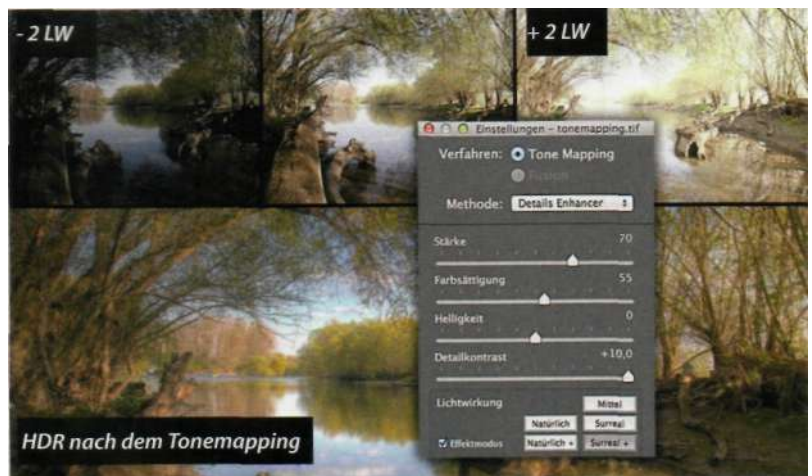 - 2 LW
+ 2 LW
Einstellungen - tonemapping.tif
Verfahren: Tone Mapping
Fusion
Methode: Details Enhancer
Stärke 70
Farbsättigung 55
Helligkeit 0
Detailkontrast +10,0
Lichtwirkung Mittel
Natürlich Surreal
Effektmodus Natürlich + Surreal +
HDR nach dem Tonemapping